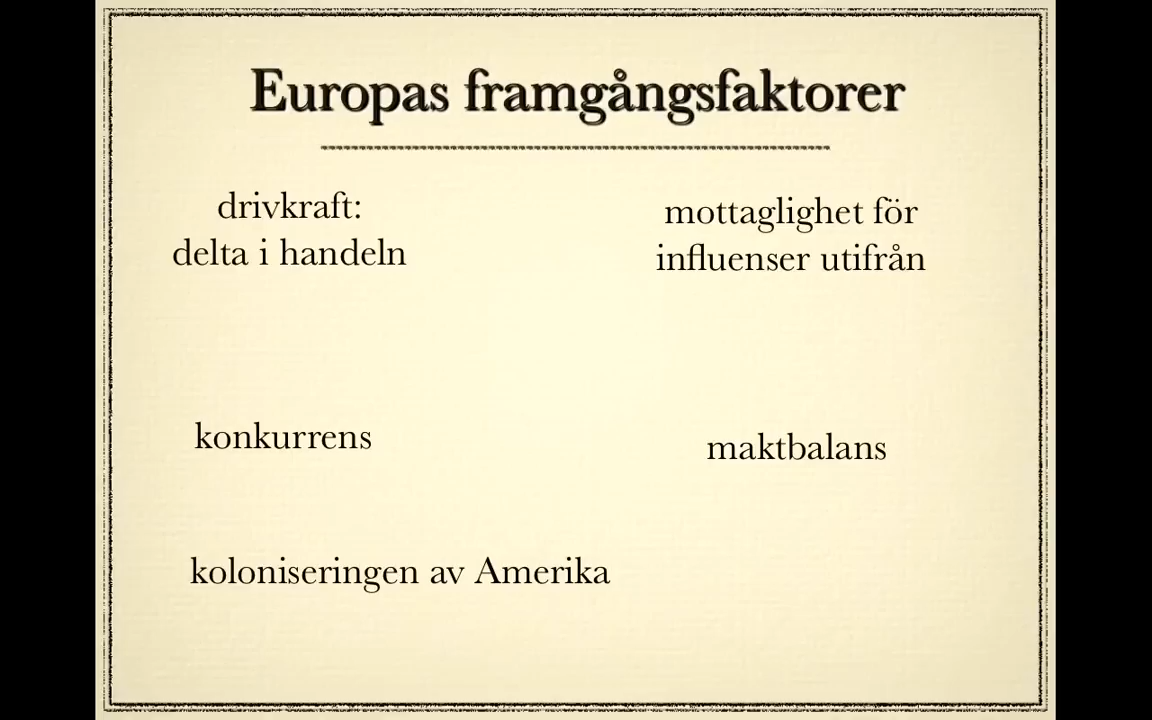 Europas framgångsfaktorer
drivkraft:
delta i handeln
mottaglighet för
influenser utifrån
konkurrens
maktbalans
koloniseringen av Amerika